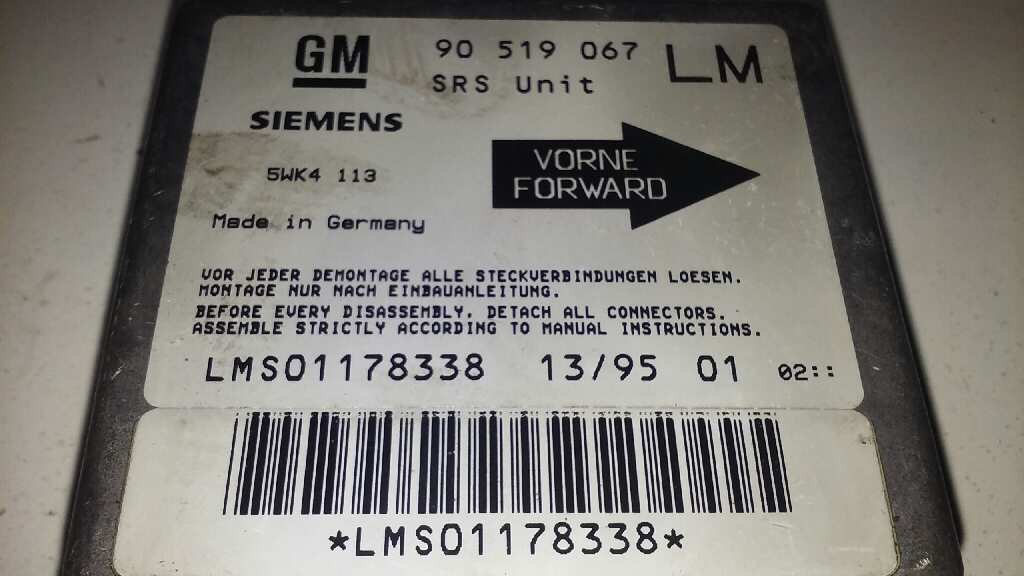 GM 90 519 067 LM
SRS Unit
SIEMENS
5WK4 113
VORNE
FORWARD
Made in Germany
VOR JEDER DEMONTAGE ALLE STECKVERBINDUNGEN LOESEN.
MONTAGE NUR NACH EINBAUANLEITUNG.
BEFORE EVERY DISASSEMBLY, DETACH ALL CONNECTORS.
ASSEMBLE STRICTLY ACCORDING TO MANUAL INSTRUCTIONS.
LMS01178338 13/95 01 02::
*LMS01178338*